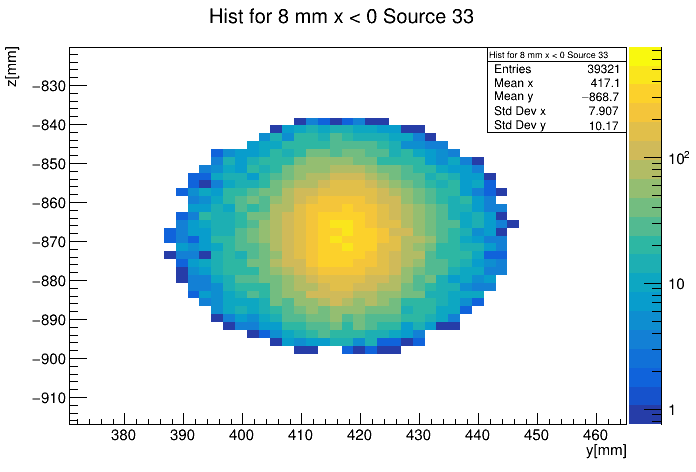 Hist for 8 mm x < 0 Source 33
z[mm]
Hist for 8 mm x < 0 Source 33
Entries 39321
Mean x 417.1
Mean y −868.7
Std Dev x 7.907
Std Dev y 10.17
−830
−840
−850
−860
−870
−880
−890
−900
−910
10²
10
1
380 390 400 410 420 430 440 450 460
y[mm]